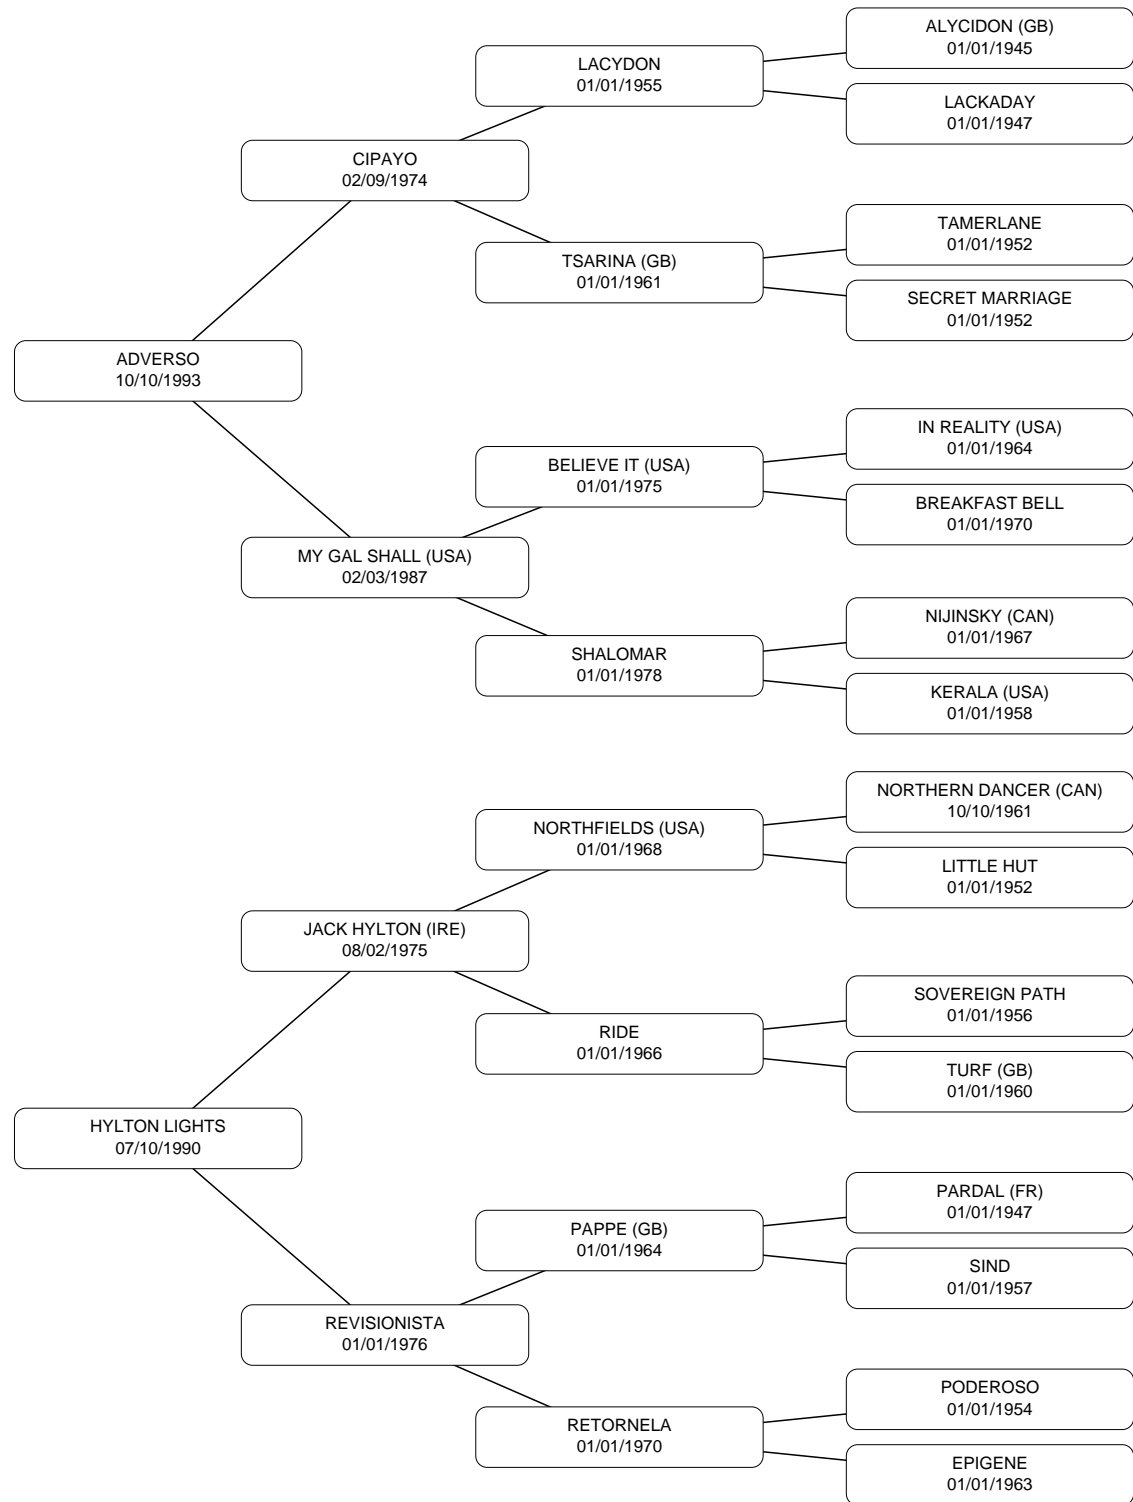 ALYCIDON (GB)
01/01/1945
LACYDON
01/01/1955
LACKADAY
01/01/1947
CIPAYO
02/09/1974
TAMERLANE
01/01/1952
TSARINA (GB)
01/01/1961
SECRET MARRIAGE
01/01/1952
ADVERSO
10/10/1993
IN REALITY (USA)
01/01/1964
BELIEVE IT (USA)
01/01/1975
BREAKFAST BELL
01/01/1970
MY GAL SHALL (USA)
02/03/1987
NIJINSKY (CAN)
01/01/1967
SHALOMAR
01/01/1978
KERALA (USA)
01/01/1958
NORTHERN DANCER (CAN)
10/10/1961
NORTHFIELDS (USA)
01/01/1968
LITTLE HUT
01/01/1952
JACK HYLTON (IRE)
08/02/1975
SOVEREIGN PATH
01/01/1956
RIDE
01/01/1966
TURF (GB)
01/01/1960
HYLTON LIGHTS
07/10/1990
PARDAL (FR)
01/01/1947
PAPPE (GB)
01/01/1964
SIND
01/01/1957
REVISIONISTA
01/01/1976
PODEROSO
01/01/1954
RETORNELA
01/01/1970
EPIGENE
01/01/1963